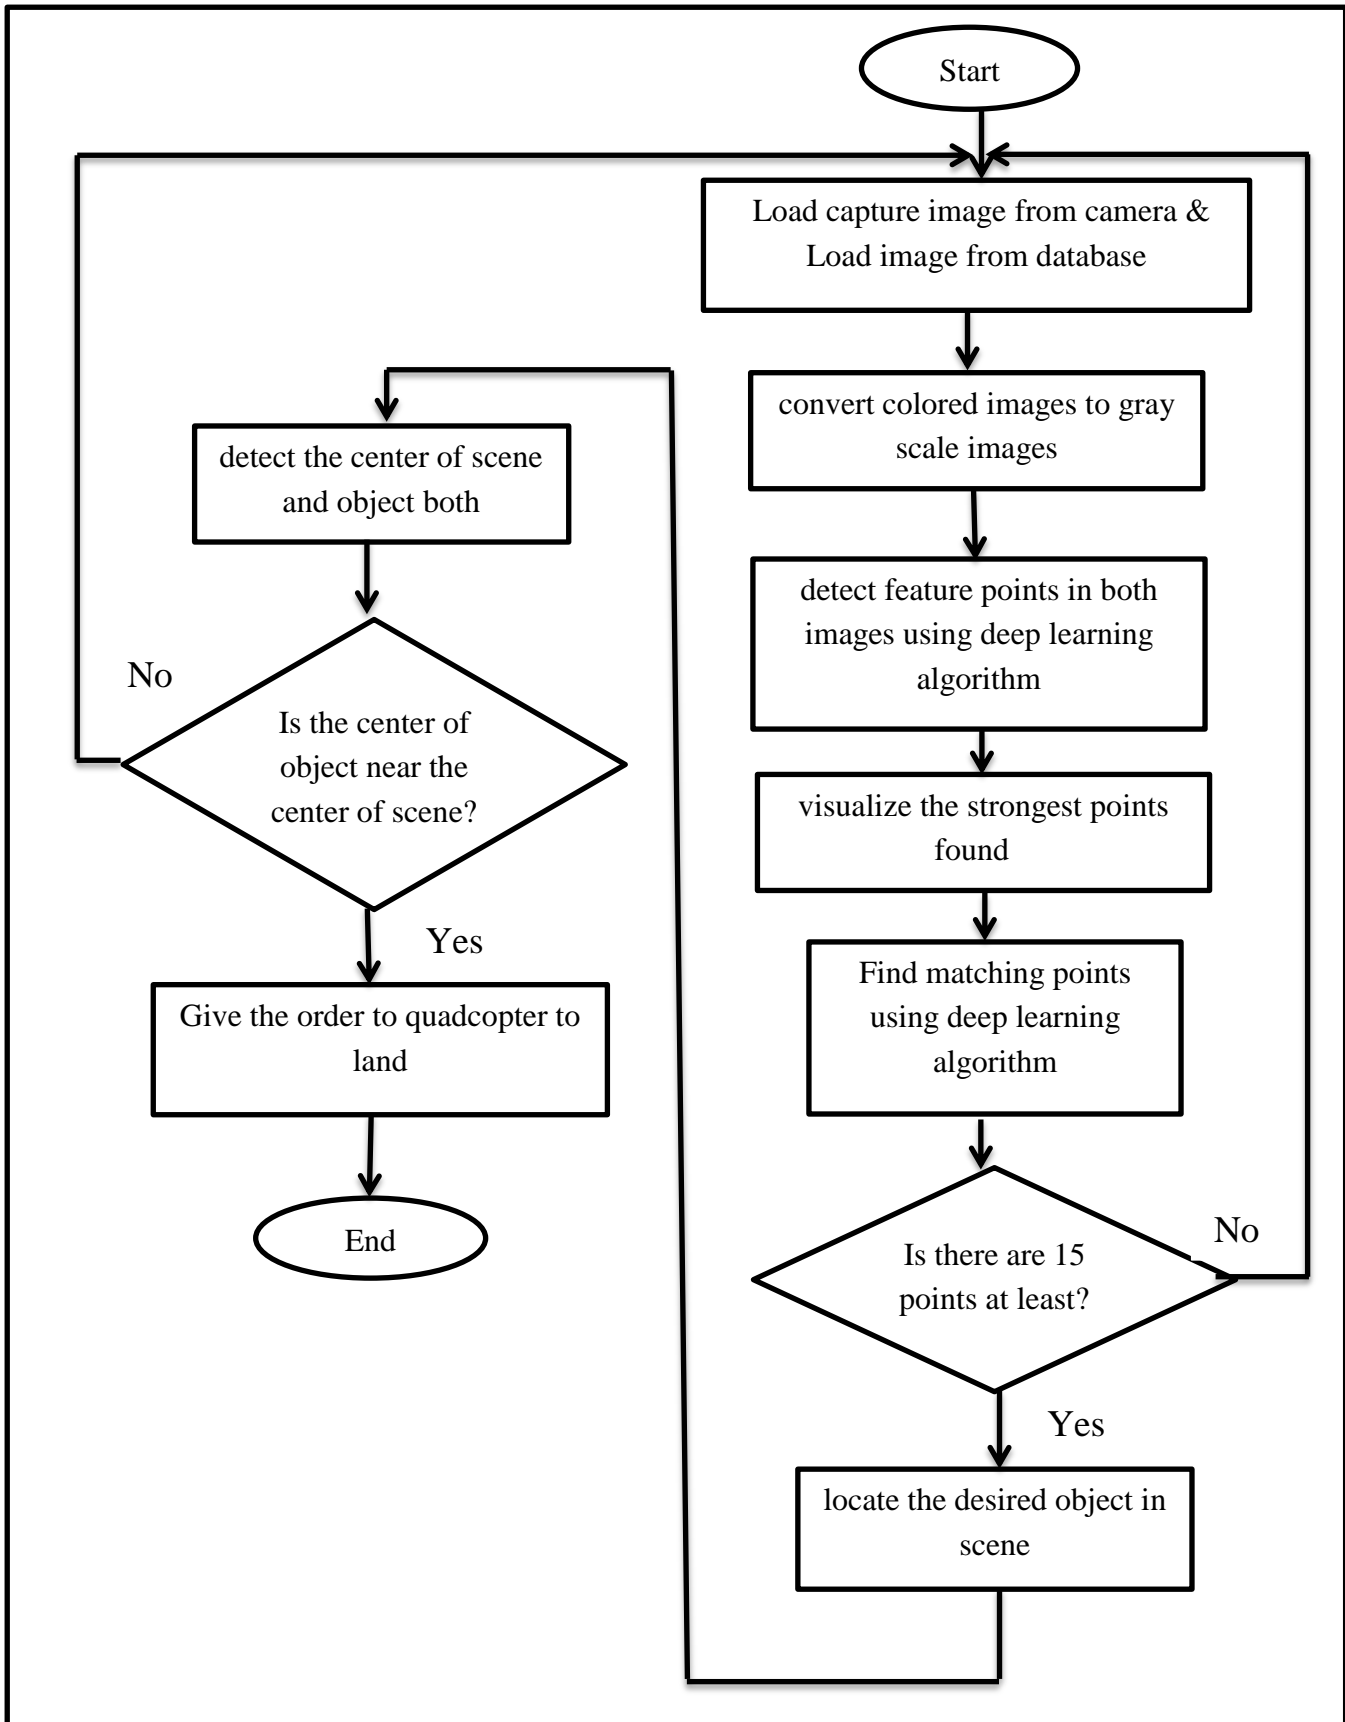 Start
Load capture image from camera &
Load image from database
convert colored images to gray
scale images
detect feature points in both
images using deep learning
algorithm
visualize the strongest points
found
Find matching points
using deep learning
algorithm
Is there are 15
points at least?
No
Yes
locate the desired object in
scene
detect the center of scene
and object both
No
Is the center of
object near the
center of scene?
Yes
Give the order to quadcopter to
land
End